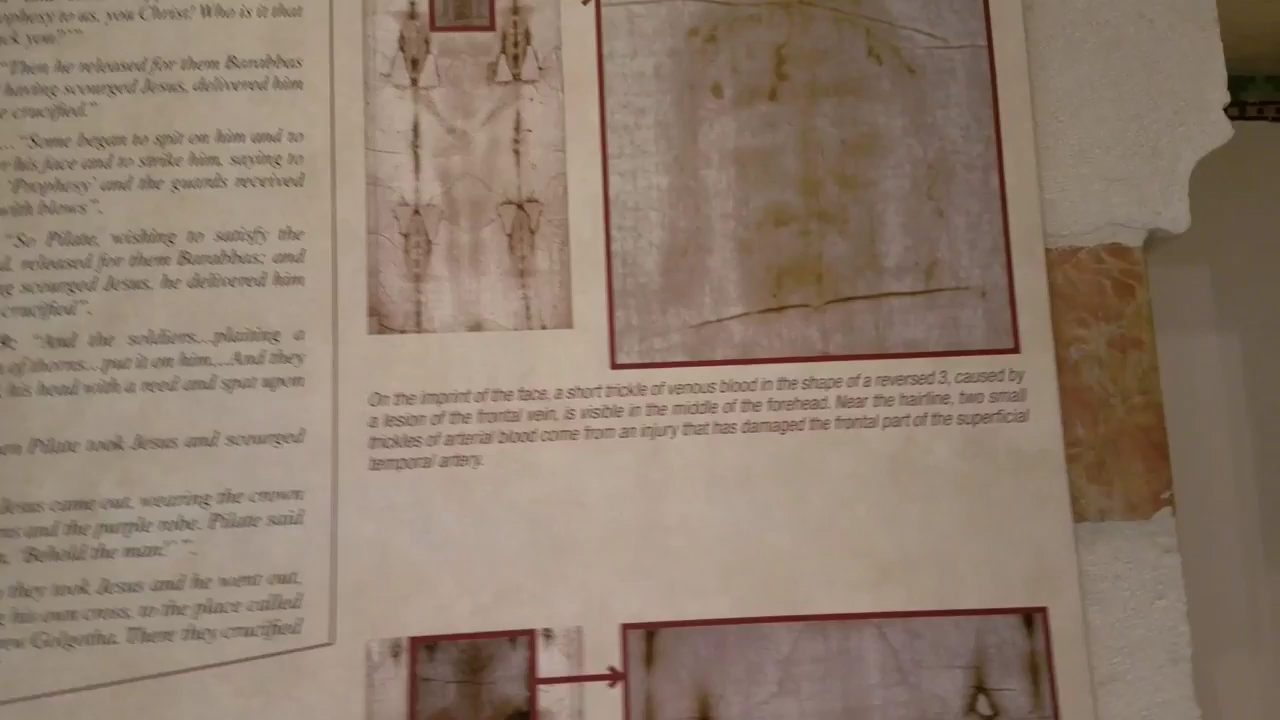 ophesy to us, you Christ! Who is it that
ck you?'"
"Then he released for them Barabbas
having scourged Jesus, delivered him
e crucified."
... "Some began to spit on him and to
r his face and to strike him, saying to
'Prophesy' and the guards received
with blows".
"So Pilate, wishing to satisfy the
d, released for them Barabbas; and
ng scourged Jesus, he delivered him
crucified".
"And the soldiers...plaiting a
of thorns...put it on him,...And they
his head with a reed and spat upon
en Pilate took Jesus and scourged
Jesus came out, wearing the crown
ns and the purple robe. Pilate said
'Behold the man!'".
they took Jesus and he went out,
his own cross, to the place called
ew Golgotha. There they crucified
On the imprint of the face, a short trickle of venous blood in the shape of a reversed 3, caused by
a lesion of the frontal vein, is visible in the middle of the forehead. Near the hairline, two small
trickles of arterial blood come from an injury that has damaged the frontal part of the superficial
temporal artery.